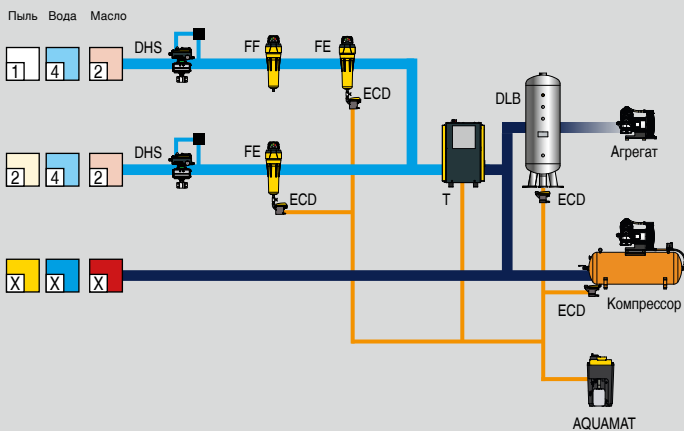 Пыль Вода Масло
DHS FF FE
1 4 2
ECD
DLB
Агрегат
DHS FE
2 4 2
ECD
T
ECD
X X X
ECD
Компрессор
AQUAMAT